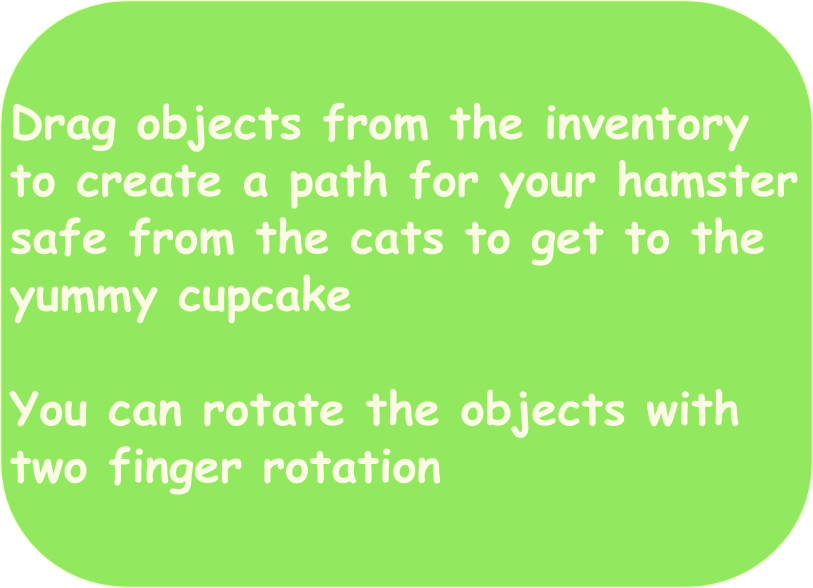 Drag objects from the inventory
to create a path for your hamster
safe from the cats to get to the
yummy cupcake
You can rotate the objects with
two finger rotation